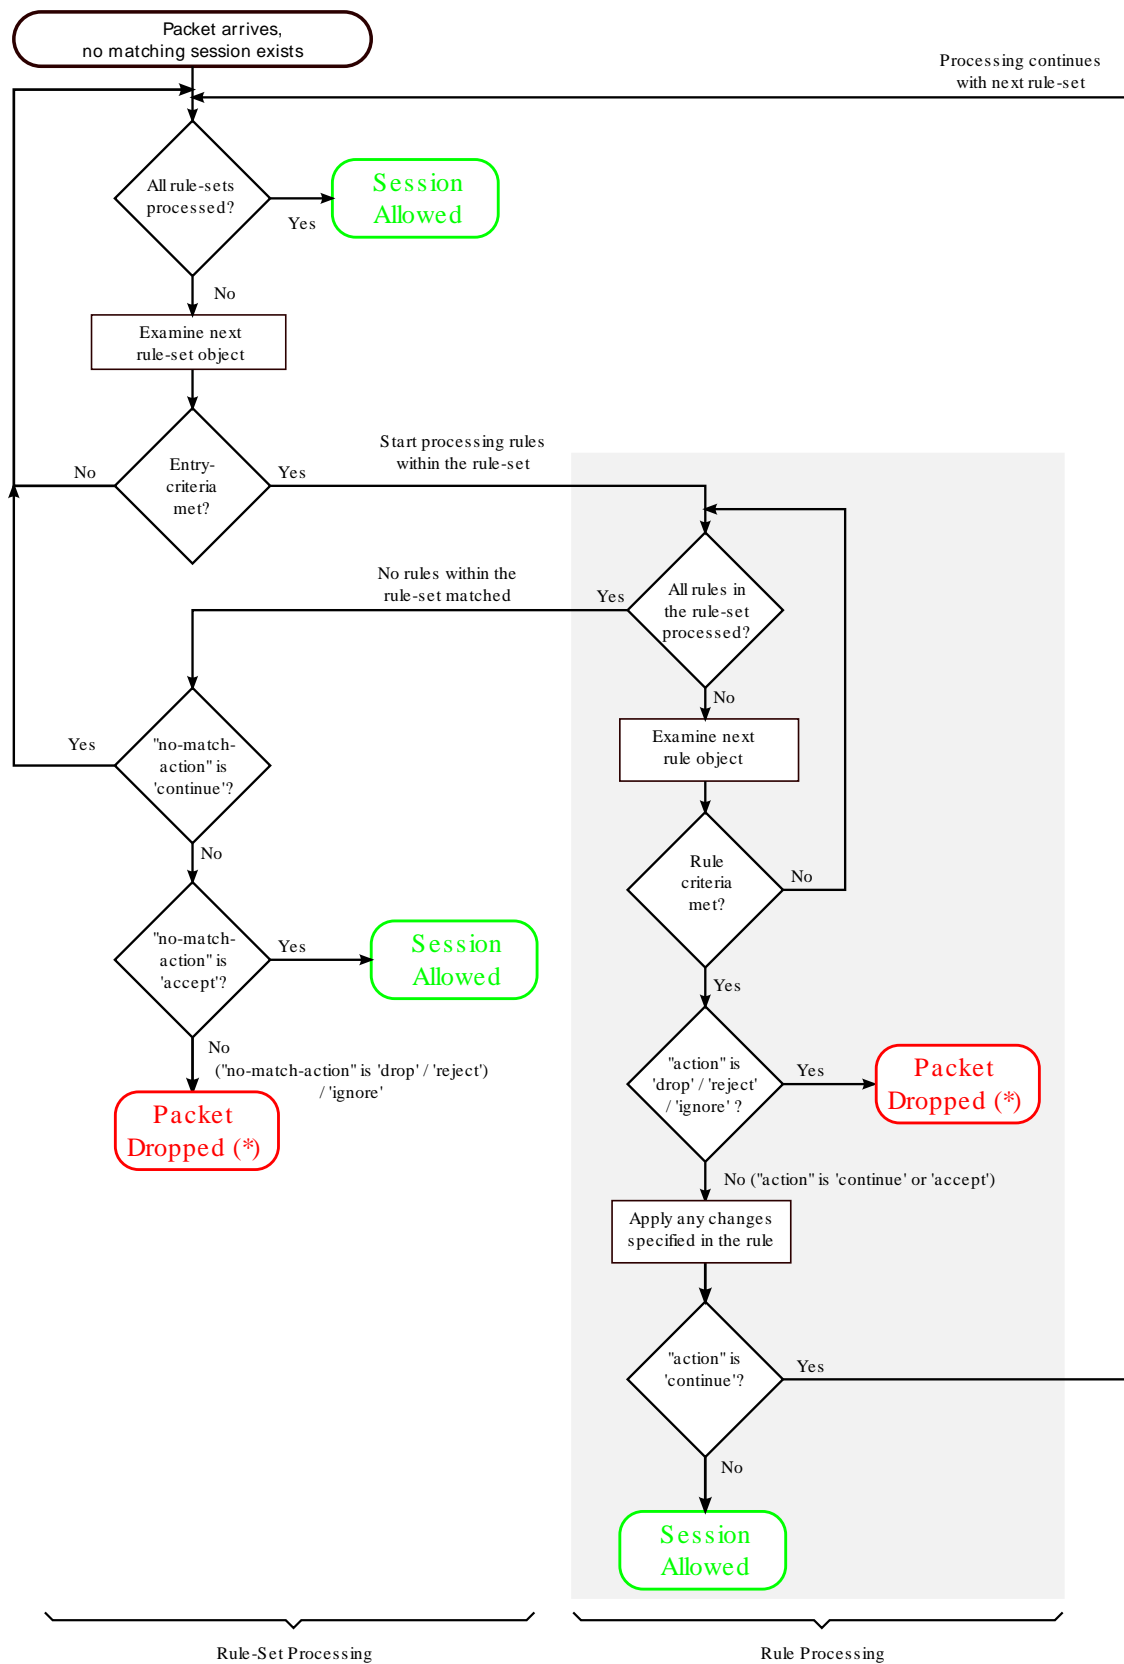 Packet arrives,
no matching session exists
Processing continues
with next rule-set
All rule-sets
processed?
Yes
Session
Allowed
No
Examine next
rule-set object
Entry-
criteria
met?
No
Yes
Start processing rules
within the rule-set
No rules within the
rule-set matched
Yes
All rules in
the rule-set
processed?
No
Examine next
rule object
Rule
criteria
met?
No
Yes
"no-match-
action" is
'continue'?
Yes
No
"no-match-
action" is
'accept'?
Yes
Session
Allowed
No
("no-match-action" is 'drop' / 'reject')
/ 'ignore'
Packet
Dropped (*)
"action" is
'drop' / 'reject'
/ 'ignore' ?
Yes
Packet
Dropped (*)
No ("action" is 'continue' or 'accept')
Apply any changes
specified in the rule
"action" is
'continue'?
Yes
No
Session
Allowed
Rule-Set Processing
Rule Processing